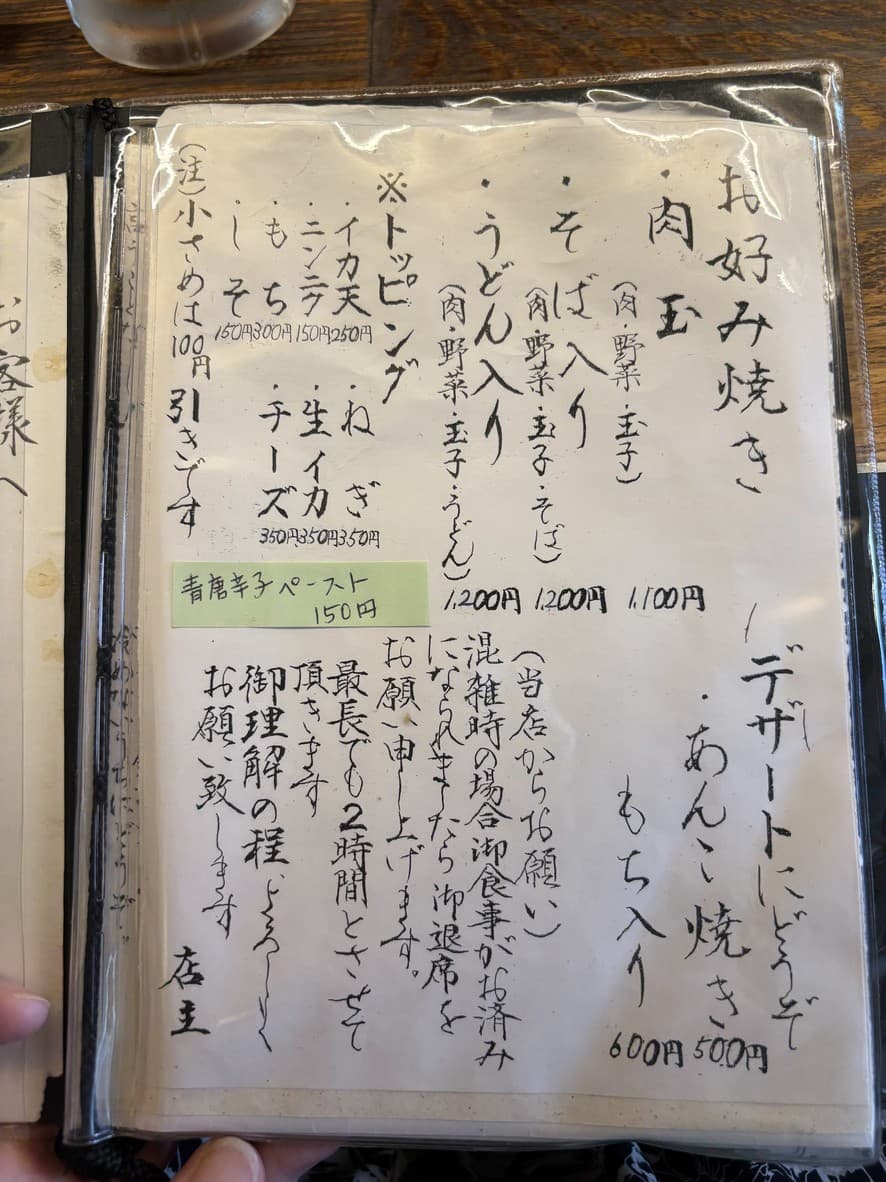 お好み焼き
・肉玉
(肉・野菜・玉子)
1,100円
・そば入り
(肉・野菜・玉子・そば)
1,200円
・うどん入り
(肉・野菜・玉子・うどん)
1,200円
※トッピング
・イカ天 250円
・ニンニク 150円
・もち 300円
・しそ 150円
・ねぎ 350円
・生イカ 350円
・チーズ 350円
(注)小さめは100円引きです
青唐辛子ペースト
150円
デザートにどうぞ
・あんこ焼き 500円
もち入り 600円
(当店からお願い)
混雑時の場合御食事がお済み
になられましたら御退席を
お願い申し上げます。
最長でも2時間とさせて
頂きます
御理解の程よろしく
お願い致します
店主
お客様へ